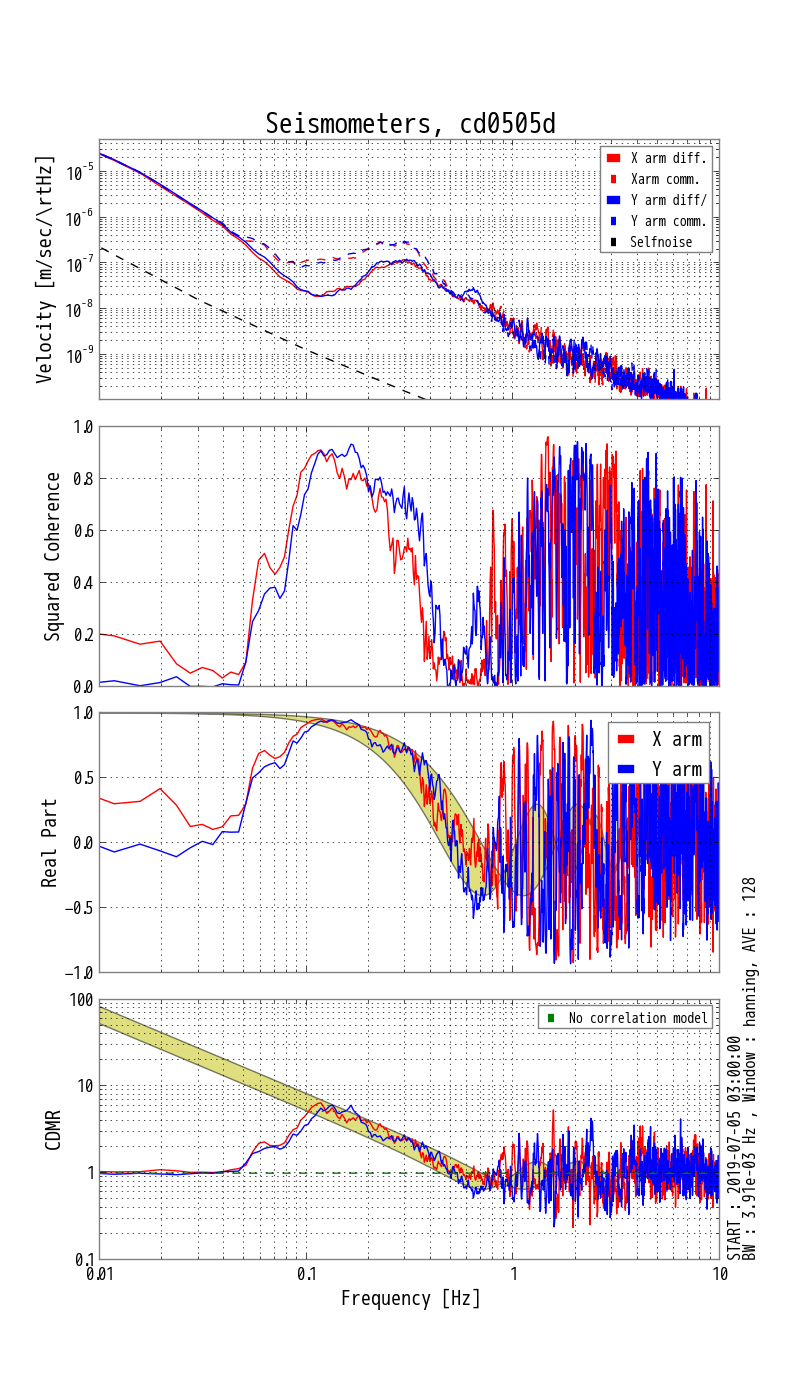 Seismometers, cd0505d
Velocity [m/sec/\rtHz]
10^-5
10^-6
10^-7
10^-8
10^-9
X arm diff.
Xarm comm.
Y arm diff/
Y arm comm.
Selfnoise
Squared Coherence
1.0
0.8
0.6
0.4
0.2
0.0
Real Part
1.0
0.5
0.0
−0.5
−1.0
X arm
Y arm
CDMR
100
10
1
0.1
No correlation model
0.01
0.1
1
10
Frequency [Hz]
START : 2019-07-05 03:00:00
BW : 3.91e-03 Hz , Window : hanning, AVE : 128